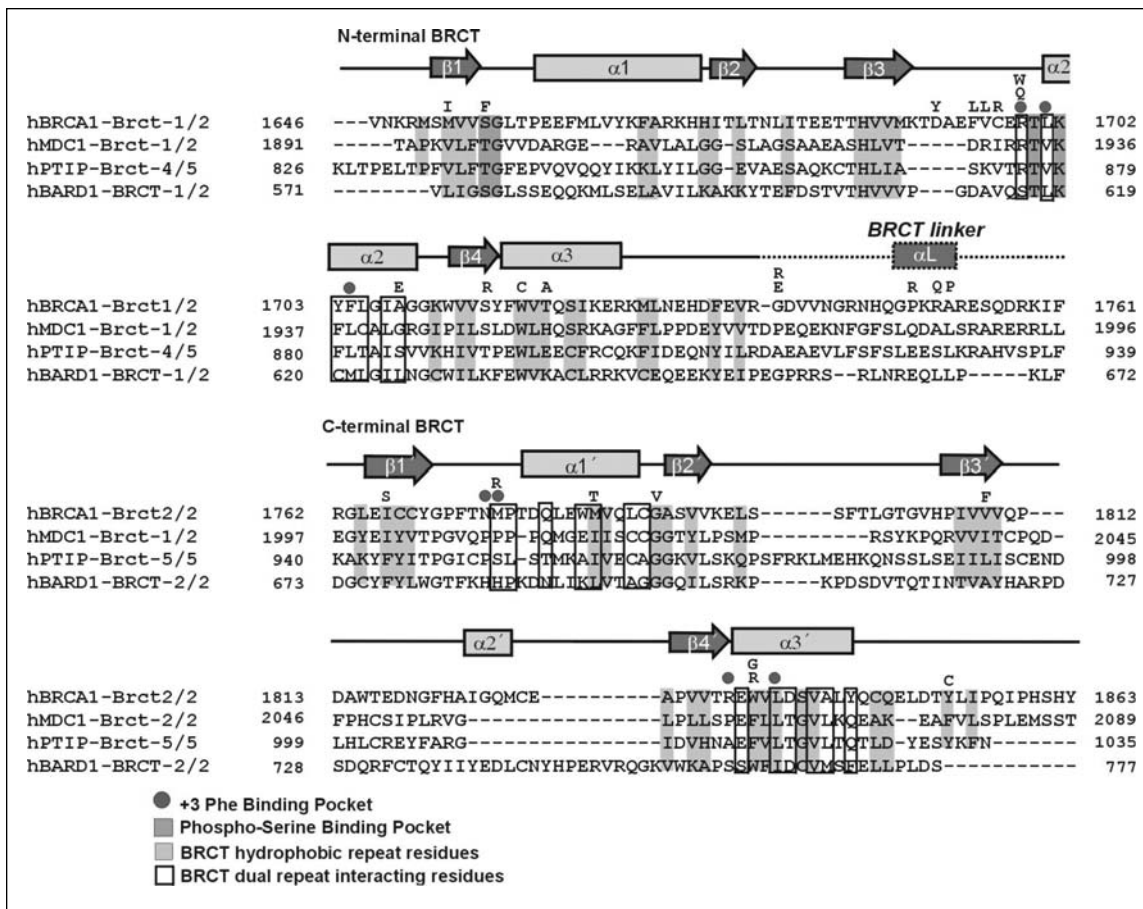 N-terminal BRCT
β1 α1 β2 β3 α2
W
I F Y FLLR Q
hBRCA1-Brct-1/2 1646 ---VNKRMSMVVSGLTPEEFMLVYKFARKHHITLTNLITEETTHVVMKTDAEFVCERTLK 1702
hMDC1-Brct-1/2 1891 -----TAPKVLFTGVVDARGE--RAVLALGG-SLAGSAAEASHLVT----DRIRRTVK 1936
hPTIP-Brct-4/5 826 KLTPELTPFVLFTGFEPVQVQQYIKKLYILGG-EVAESAQKCTHLIA----SKVTRTVK 879
hBARD1-BRCT-1/2 571 --------VLIGSGLSSEQQKMLSELAVILKAKKYTEFDSTVTHVVVP---GDAVQSTLK 619
BRCT linker
α2 β4 α3 αL
R
E R C A E R QP
hBRCA1-Brct1/2 1703 YFLGIAGGKWVVSYFWVTQSIKERKMLNEHDFEVR-GDVVNGRNHQGPKRARESQDRKIF 1761
hMDC1-Brct-1/2 1937 FLCALGRGIPILSLDWLHQSRKAGFFLPPDEYVVTDPEQEKNFGFSLQDALSRARERRLL 1996
hPTIP-Brct-4/5 880 FLTAISVVKHIVTPEWLEECFRCQKFIDEQNYILRDAEAEVLFSFSLEESLKRAHVSPLF 939
hBARD1-BRCT-1/2 620 CMLGILNGCWILKFEWVKACLRRKVCEQEEKYEIPEGPRRS--RLNREQLLP-----KLF 672
C-terminal BRCT
β1´ α1´ β2´ β3´
S R T V F
hBRCA1-Brct2/2 1762 RGLEICCYGPFTNMPTDQLEWMVQLCGASVVKELS------SFTLGTGVHPIVVVQP--- 1812
hMDC1-Brct-1/2 1997 EGYEIYVTPGVQPPPP-PQMGEIISCCGGTYLPSMP------RSYKPQRVVITCPQD- 2045
hPTIP-Brct-5/5 940 KAKYFYITPGICPSL-STMKAIVECAGGKVLSKQPSFRKLMEHKQNSSLSEIILISCEND 998
hBARD1-BRCT-2/2 673 DGCYFYLWGTFKHHPKDNLIKLVTAGGGQILSRKP-----KPDSDVTQTINTVAYHARPD 727
α2´ β4´ α3´
G
R C
hBRCA1-Brct2/2 1813 DAWTEDNGFHAIGQMCE----------APVVTREWVLDSVALYQCQELDTYLIPQIPHSHY 1863
hMDC1-Brct-2/2 2046 FPHCSIPLRVG----------------LPLLSPEFLLTGVLKQEAK--EAFVLSPLEMSST 2089
hPTIP-Brct-5/5 999 LHLCREYFARG----------------IDVHNAEFVLTGVLTQTLD-YESYKFN------- 1035
hBARD1-BRCT-2/2 728 SDQRFCTQYIIYEDLCNYHPERVRQGKVWKAPSSWFIDCVMSFELLPLDS----------- 777
+3 Phe Binding Pocket
Phospho-Serine Binding Pocket
BRCT hydrophobic repeat residues
BRCT dual repeat interacting residues